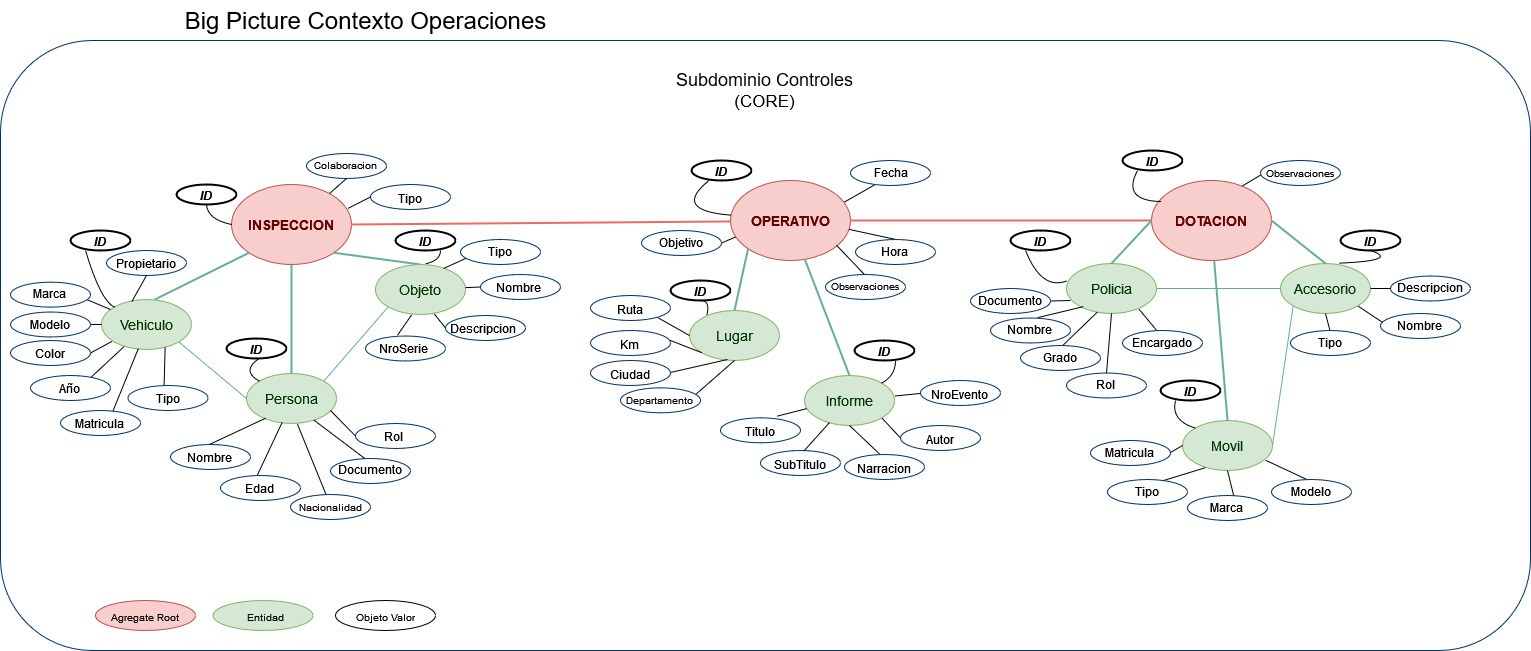 Big Picture Contexto Operaciones
Subdominio Controles
(CORE)
ID
Colaboracion
Tipo
INSPECCION
ID
Propietario
Marca
Modelo
Color
Año
Matricula
Tipo
Vehiculo
ID
Tipo
Nombre
Descripcion
NroSerie
Objeto
ID
Persona
Nombre
Edad
Nacionalidad
Documento
Rol
ID
Fecha
OPERATIVO
Objetivo
Hora
Observaciones
ID
Ruta
Km
Ciudad
Departamento
Lugar
ID
Informe
NroEvento
Titulo
SubTitulo
Narracion
Autor
ID
Observaciones
DOTACION
ID
Policia
Documento
Nombre
Grado
Rol
Encargado
ID
Accesorio
Descripcion
Nombre
Tipo
ID
Movil
Matricula
Tipo
Marca
Modelo
Agregate Root
Entidad
Objeto Valor